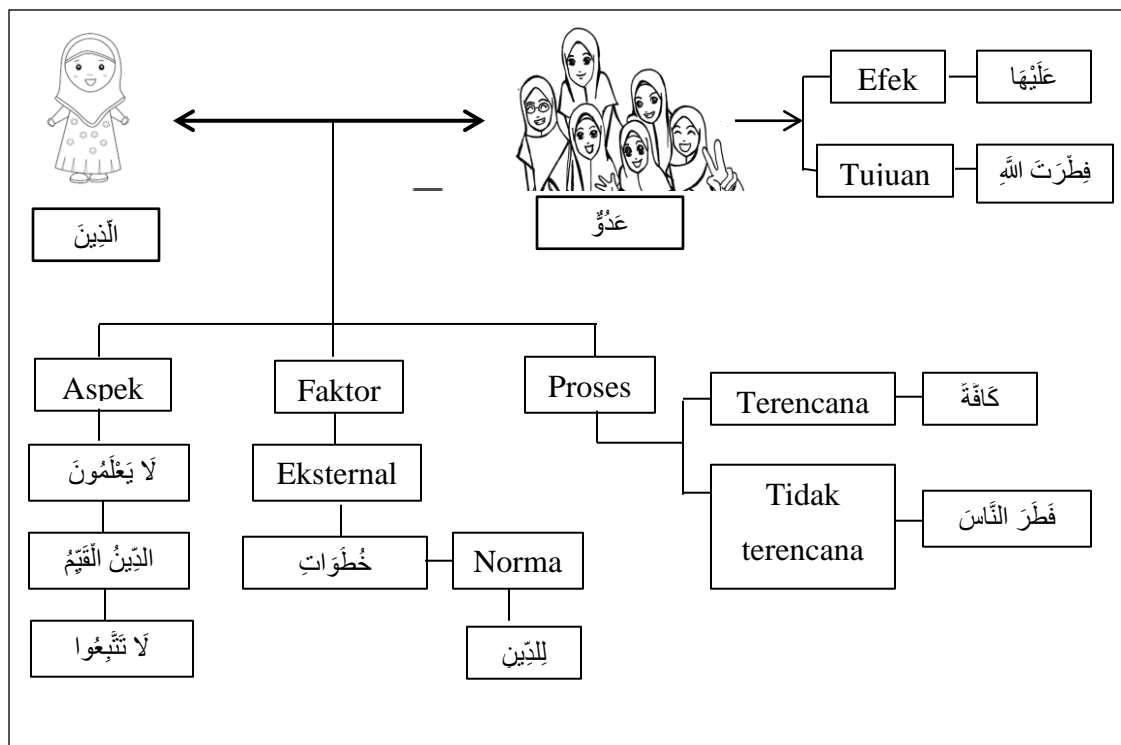 Efek
عَلَيْهَا
Tujuan
فِطْرَتَ اللَّهِ
الَّذِينَ
عَدُوٌّ
Aspek
Faktor
Proses
Terencana
كَافَّةً
لَا يَعْلَمُونَ
Eksternal
Tidak
terencana
فَطَرَ النَّاسَ
الدِّينُ الْقَيِّمُ
خُطُوَاتِ
Norma
لَا تَتَّبِعُوا
لِلدِّينِ